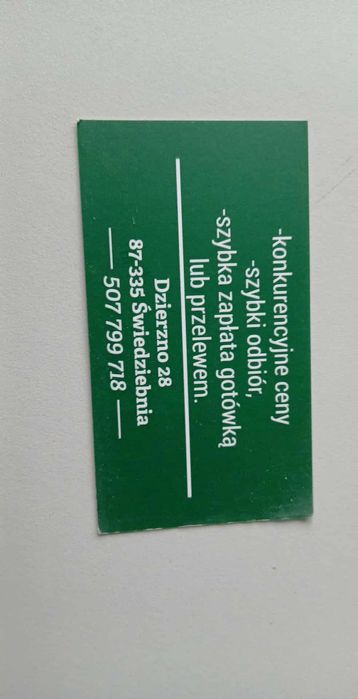 -konkurencyjne ceny
-szybki odbiór,
-szybka zapłata gotówką
lub przelewem.
Dzierzno 28
87-335 Świedziebnia
507 799 718